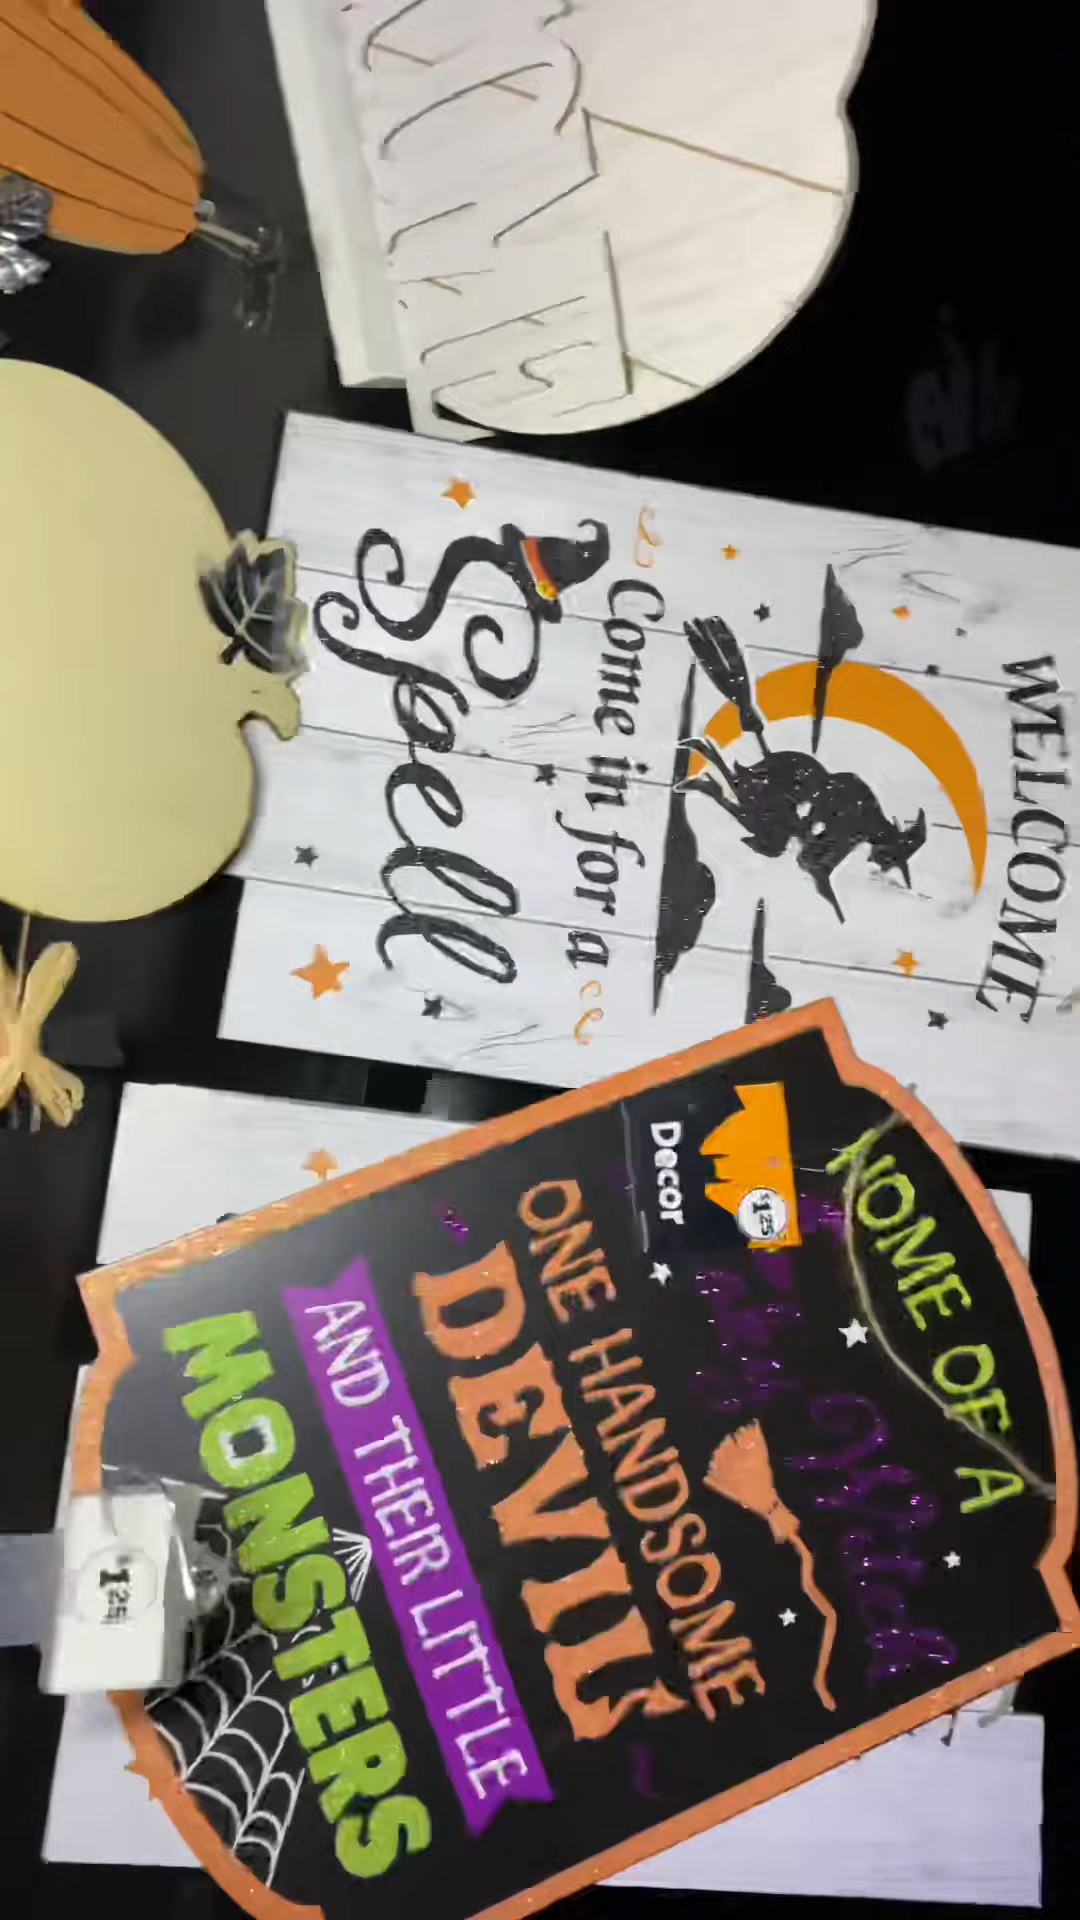 WELCOME
Come in for a
Spell
HOME OF A
Witch
ONE HANDSOME
DEVIL
AND THEIR LITTLE
MONSTERS
Decor
$1.25
$1.25